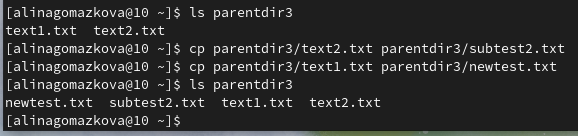 [alinagomazkova@10 ~]$ ls parentdir3
text1.txt  text2.txt
[alinagomazkova@10 ~]$ cp parentdir3/text2.txt parentdir3/subtest2.txt
[alinagomazkova@10 ~]$ cp parentdir3/text1.txt parentdir3/newtest.txt
[alinagomazkova@10 ~]$ ls parentdir3
newtest.txt  subtest2.txt  text1.txt  text2.txt
[alinagomazkova@10 ~]$